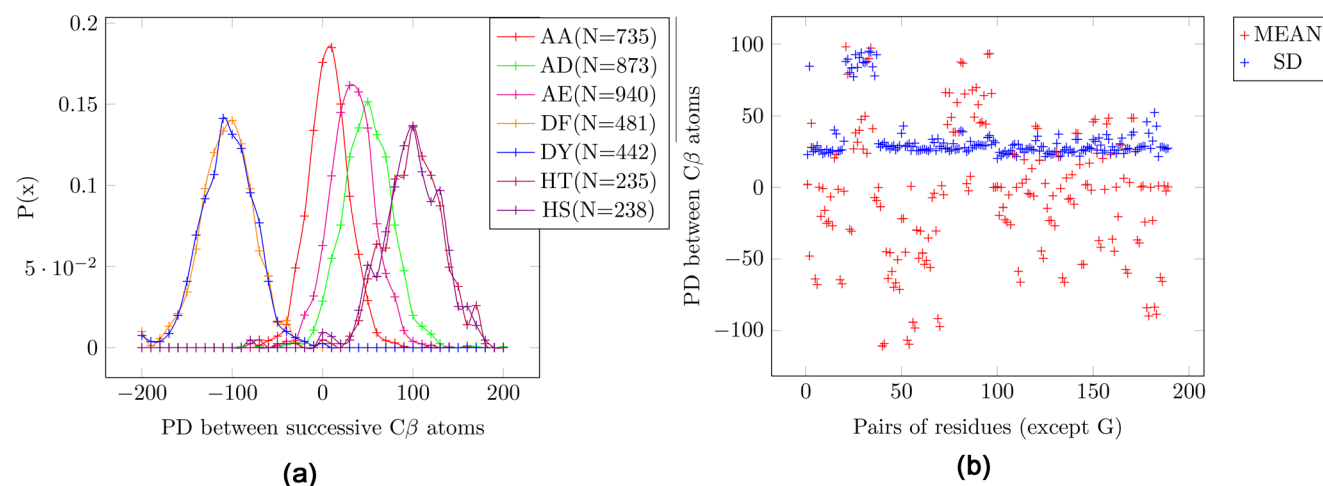 0.2
0.15
0.1
5 · 10⁻²
0
P(x)
−200 −100 0 100 200
PD between successive Cβ atoms
AA(N=735)
AD(N=873)
AE(N=940)
DF(N=481)
DY(N=442)
HT(N=235)
HS(N=238)
(a)
100
50
0
−50
−100
PD between Cβ atoms
0 50 100 150 200
Pairs of residues (except G)
MEAN
SD
(b)